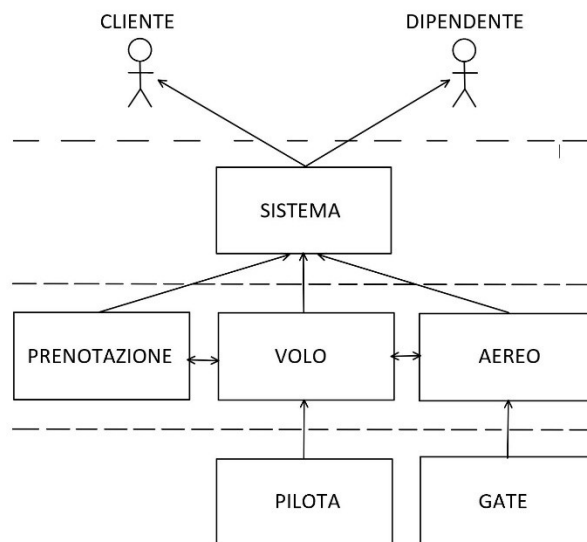 CLIENTE
DIPENDENTE
SISTEMA
PRENOTAZIONE
VOLO
AEREO
PILOTA
GATE